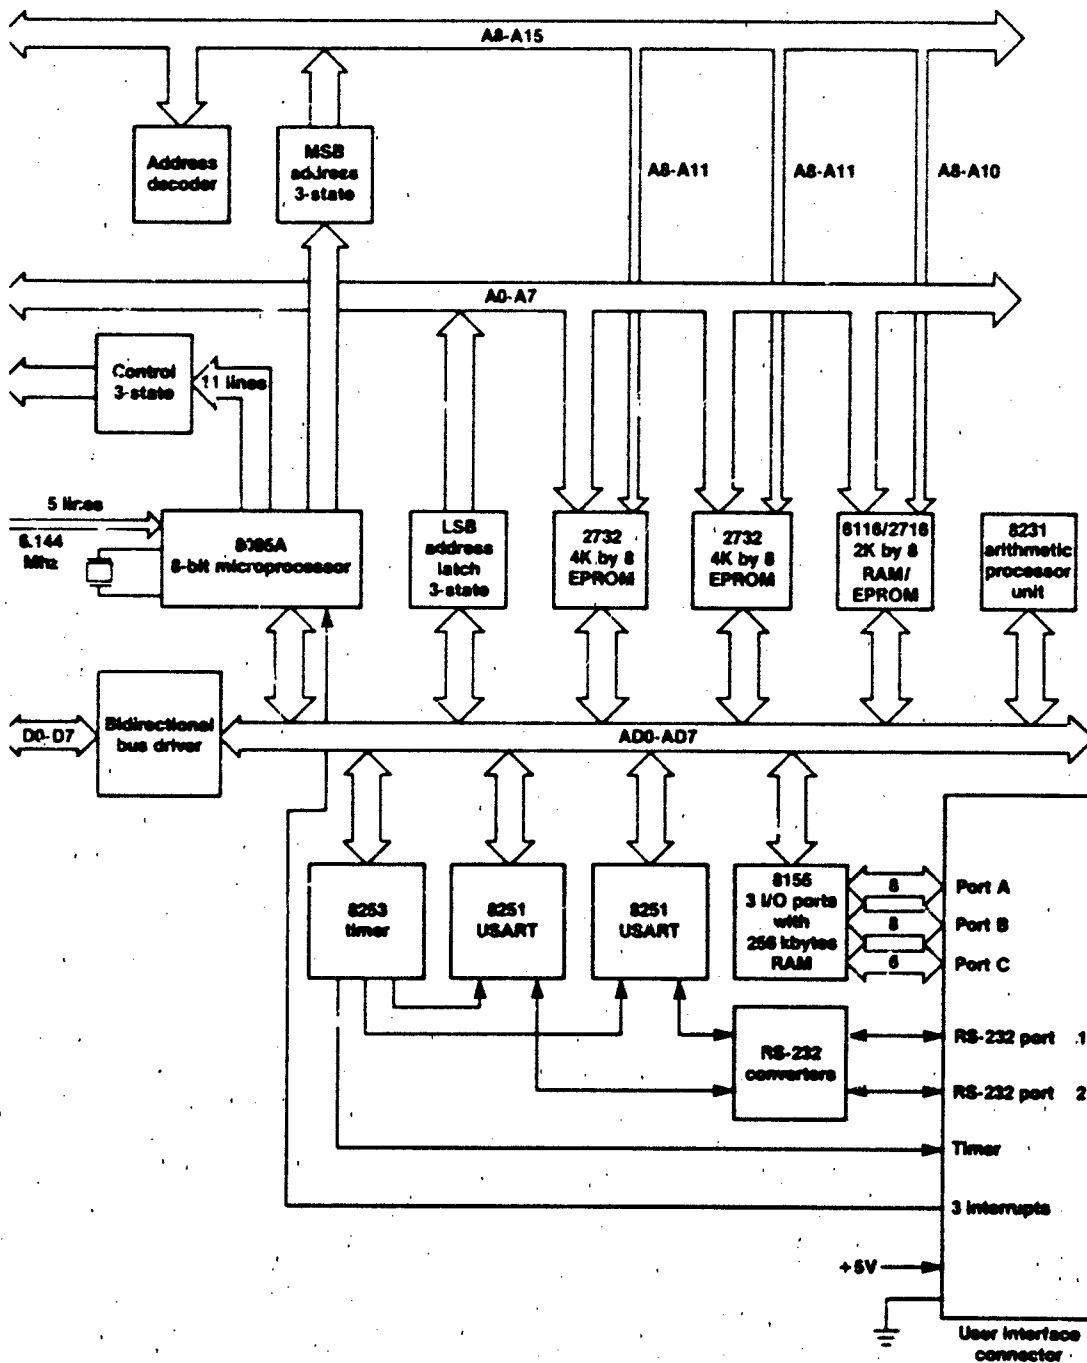 A8-A15
Address
decoder
MSB
address
3-state
A8-A11
A8-A11
A8-A10
A0-A7
Control
3-state
11 lines
5 lines
6.144
Mhz
8085A
8-bit microprocessor
LSB
address
latch
3-state
2732
4K by 8
EPROM
2732
4K by 8
EPROM
6116/2716
2K by 8
RAM/
EPROM
8231
arithmetic
processor
unit
D0-D7
Bidirectional
bus driver
AD0-AD7
8253
timer
8251
USART
8251
USART
8155
3 I/O ports
with
256 kbytes
RAM
8
Port A
8
Port B
6
Port C
RS-232
converters
RS-232 port 1
RS-232 port 2
Timer
3 interrupts
+5V
User interface
connector